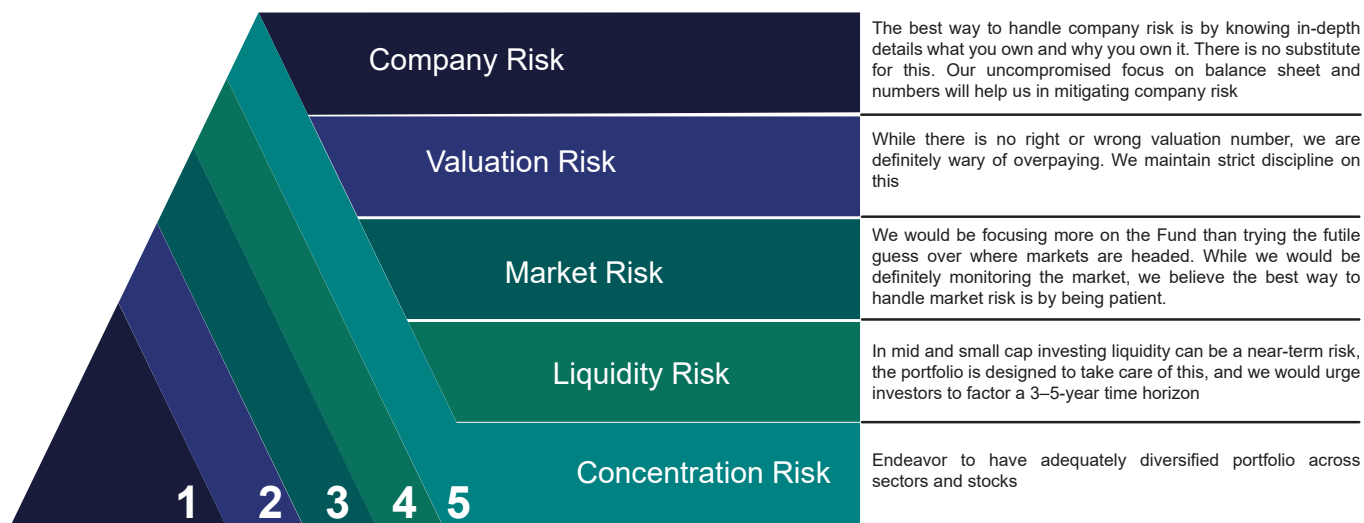 Company Risk
The best way to handle company risk is by knowing in-depth
details what you own and why you own it. There is no substitute
for this. Our uncompromised focus on balance sheet and
numbers will help us in mitigating company risk
Valuation Risk
While there is no right or wrong valuation number, we are
definitely wary of overpaying. We maintain strict discipline on
this
Market Risk
We would be focusing more on the Fund than trying the futile
guess over where markets are headed. While we would be
definitely monitoring the market, we believe the best way to
handle market risk is by being patient.
Liquidity Risk
In mid and small cap investing liquidity can be a near-term risk,
the portfolio is designed to take care of this, and we would urge
investors to factor a 3–5-year time horizon
Concentration Risk
Endeavor to have adequately diversified portfolio across
sectors and stocks
1 2 3 4 5